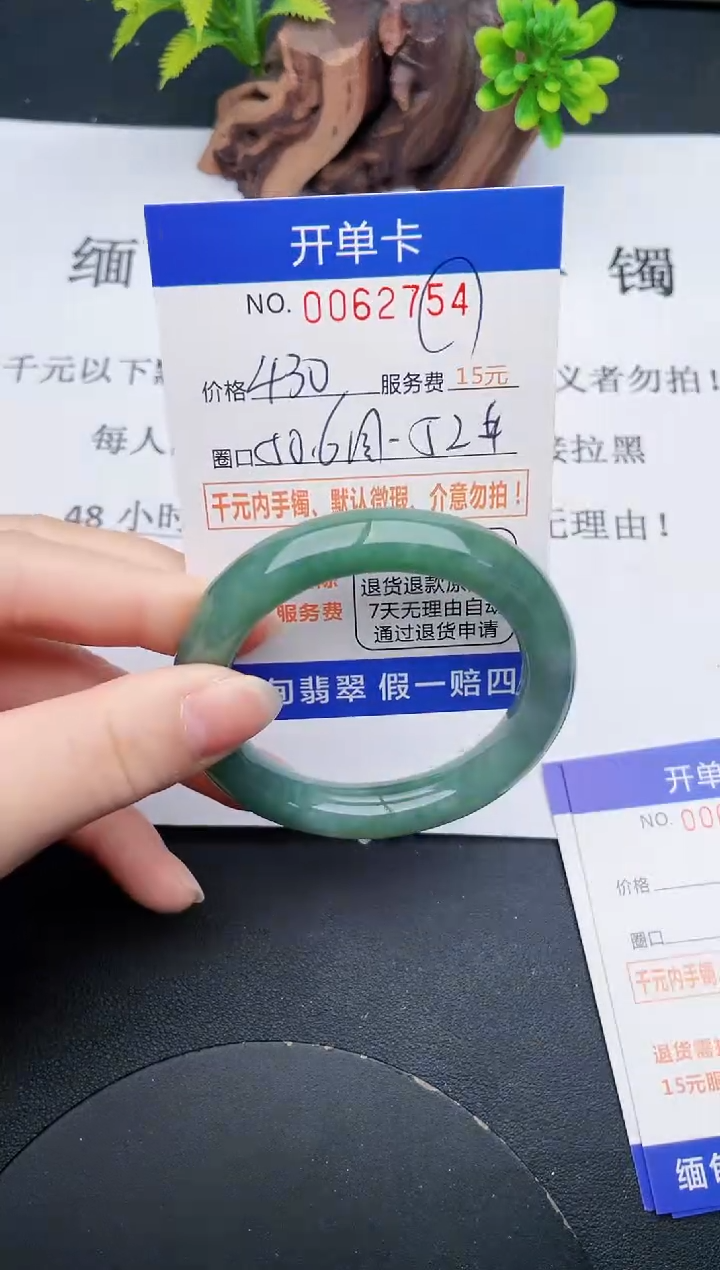 开单卡
NO. 0062754
价格 430 服务费 15元
圈口 50.6圆-52
千元内手镯、默认微瑕、介意勿拍！
服务费
退货退款
7天无理由自动
通过退货申请
翡翠 假一赔四
缅
镯
千元以下
义者勿拍！
每人
拉黑
48 小时
无理由！
开单
NO. 00
价格
圈口
千元内手镯
退货需
15元服
缅甸